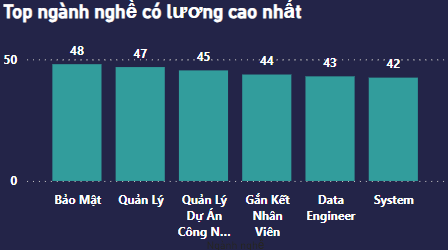 Top ngành nghề có lương cao nhất
50
48
47
45
44
43
42
0
Bảo Mật
Quản Lý
Quản Lý
Dự Án
Công N...
Gắn Kết
Nhân
Viên
Data
Engineer
System